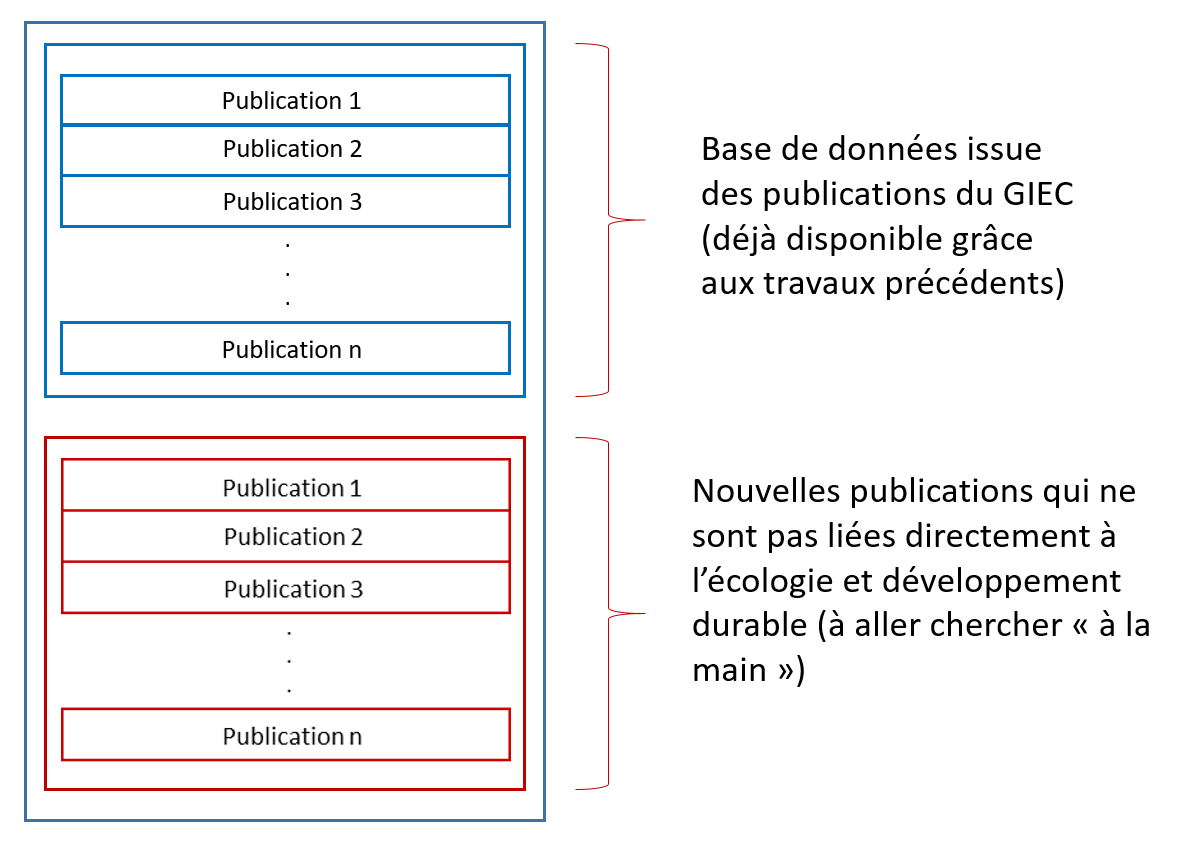 Publication 1
Publication 2
Publication 3
.
.
.
Publication n
Base de données issue
des publications du GIEC
(déjà disponible grâce
aux travaux précédents)
Publication 1
Publication 2
Publication 3
.
.
.
Publication n
Nouvelles publications qui ne
sont pas liées directement à
l’écologie et développement
durable (à aller chercher « à la
main »)